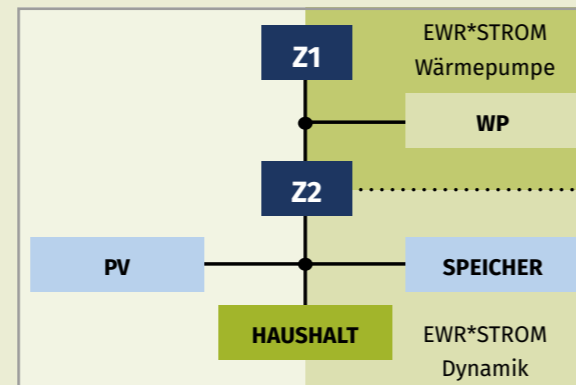 Z1
EWR*STROM
Wärmepumpe
WP
Z2
PV
SPEICHER
HAUSHALT
EWR*STROM
Dynamik